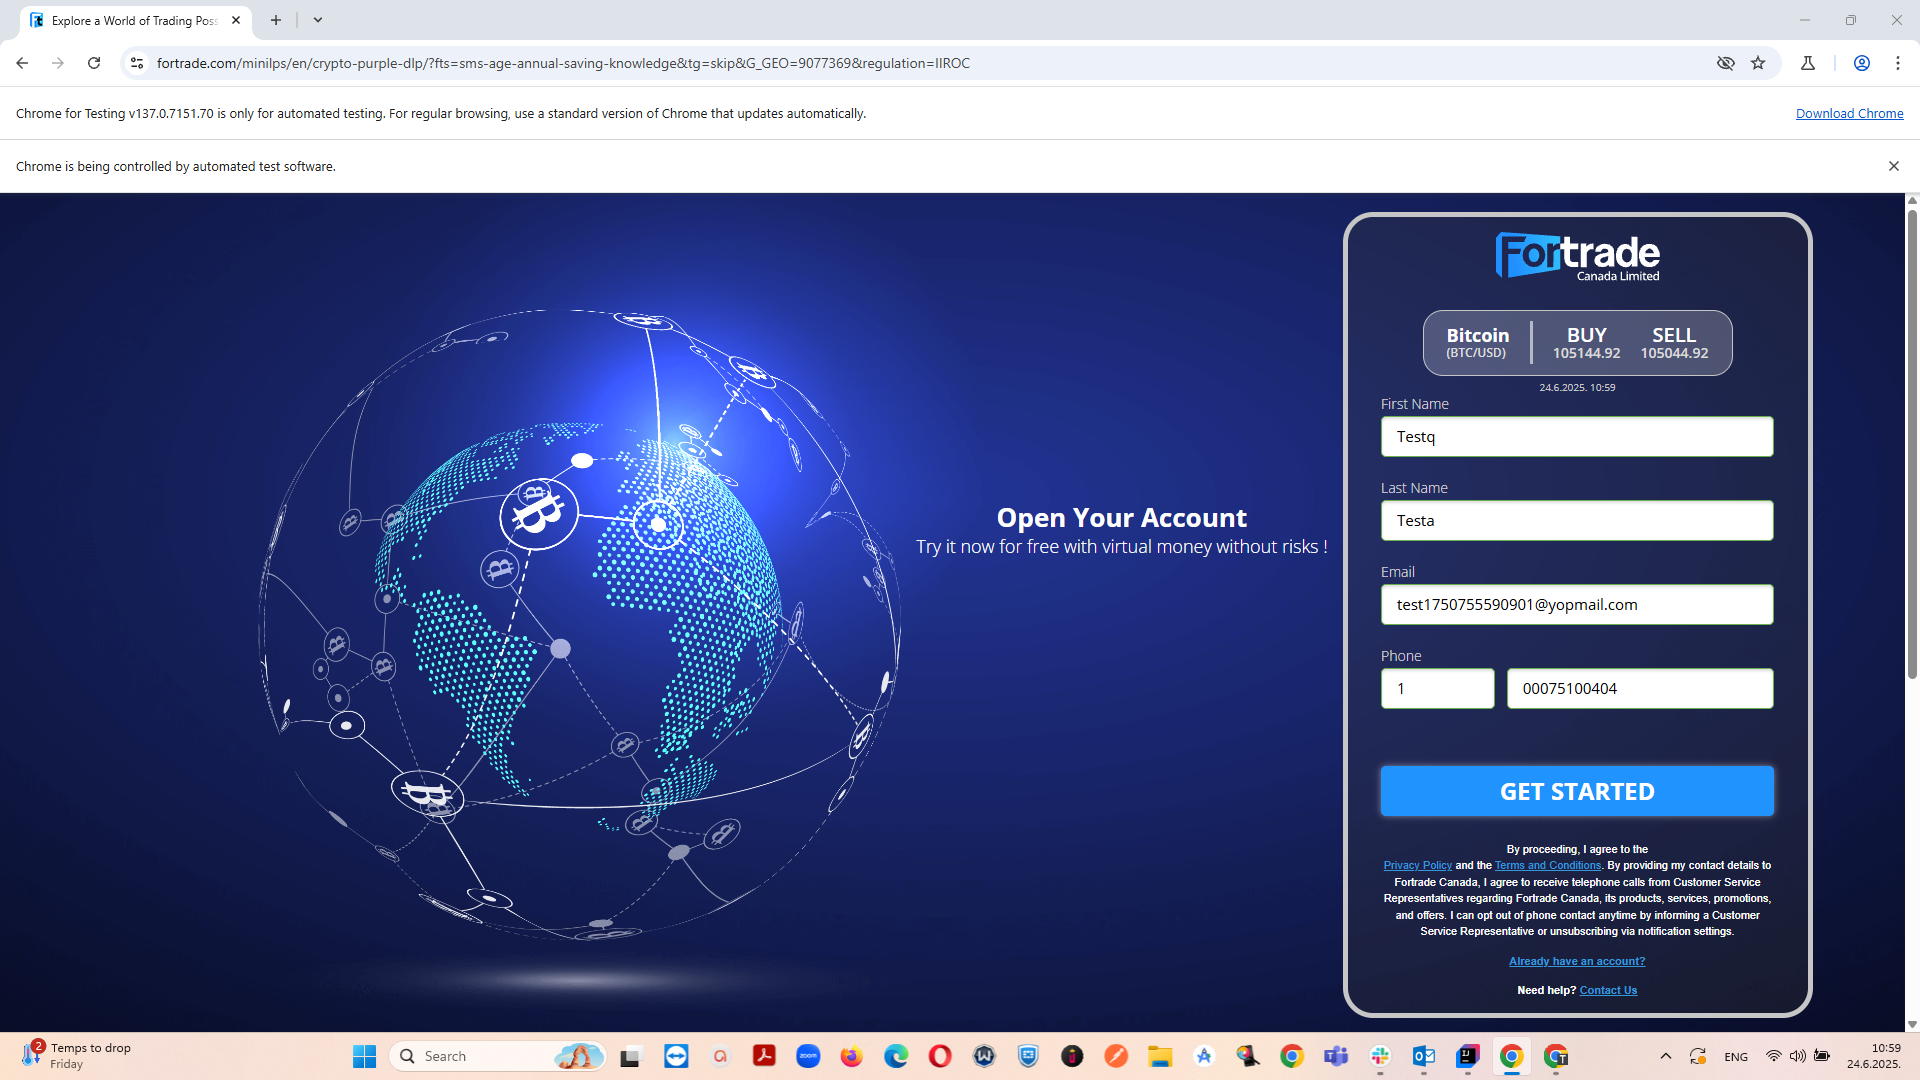 Explore a World of Trading Poss
fortrade.com/minilps/en/crypto-purple-dlp/?fts=sms-age-annual-saving-knowledge&tg=skip&G_GEO=9077369&regulation=IIROC
Chrome for Testing v137.0.7151.70 is only for automated testing. For regular browsing, use a standard version of Chrome that updates automatically.
Download Chrome
Chrome is being controlled by automated test software.
Fortrade
Canada Limited
Bitcoin
(BTC/USD)
BUY
105144.92
SELL
105044.92
24.6.2025. 10:59
First Name
Testq
Last Name
Testa
Email
test1750755590901@yopmail.com
Phone
1
00075100404
Open Your Account
Try it now for free with virtual money without risks !
GET STARTED
By proceeding, I agree to the
Privacy Policy and the Terms and Conditions. By providing my contact details to
Fortrade Canada, I agree to receive telephone calls from Customer Service
Representatives regarding Fortrade Canada, its products, services, promotions,
and offers. I can opt out of phone contact anytime by informing a Customer
Service Representative or unsubscribing via notification settings.
Already have an account?
Need help? Contact Us
2
Temps to drop
Friday
Search
zoom
ENG
10:59
24.6.2025.